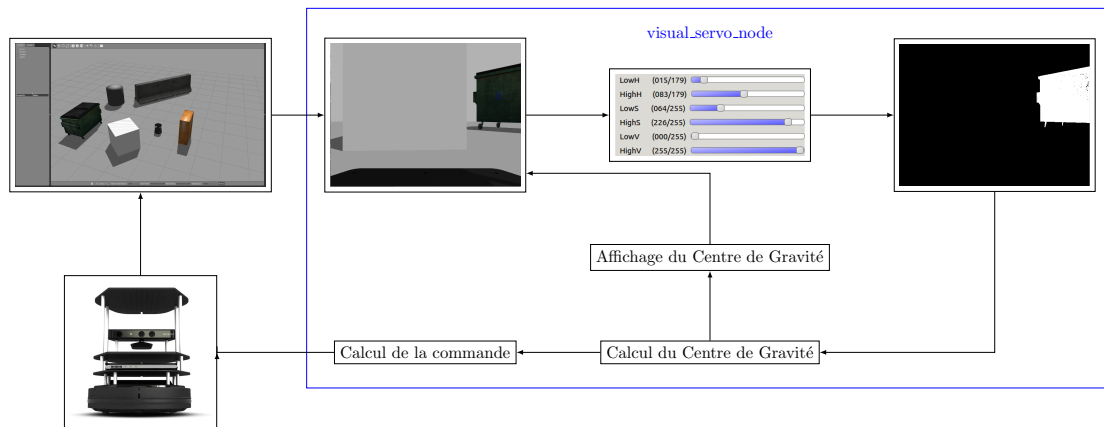 visual_servo_node
LowH (015/179)
HighH (083/179)
LowS (064/255)
HighS (226/255)
LowV (000/255)
HighV (255/255)
Affichage du Centre de Gravité
Calcul de la commande
Calcul du Centre de Gravité